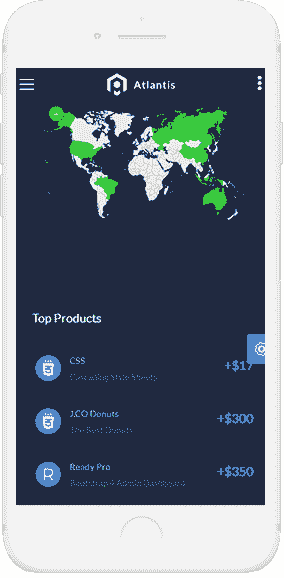 Atlantis
Top Products
CSS
+$17
Cascading Style Sheets
J.CO Donuts
+$300
The Best Donuts
Ready Pro
+$350
Bootstrap 4 Admin Dashboard